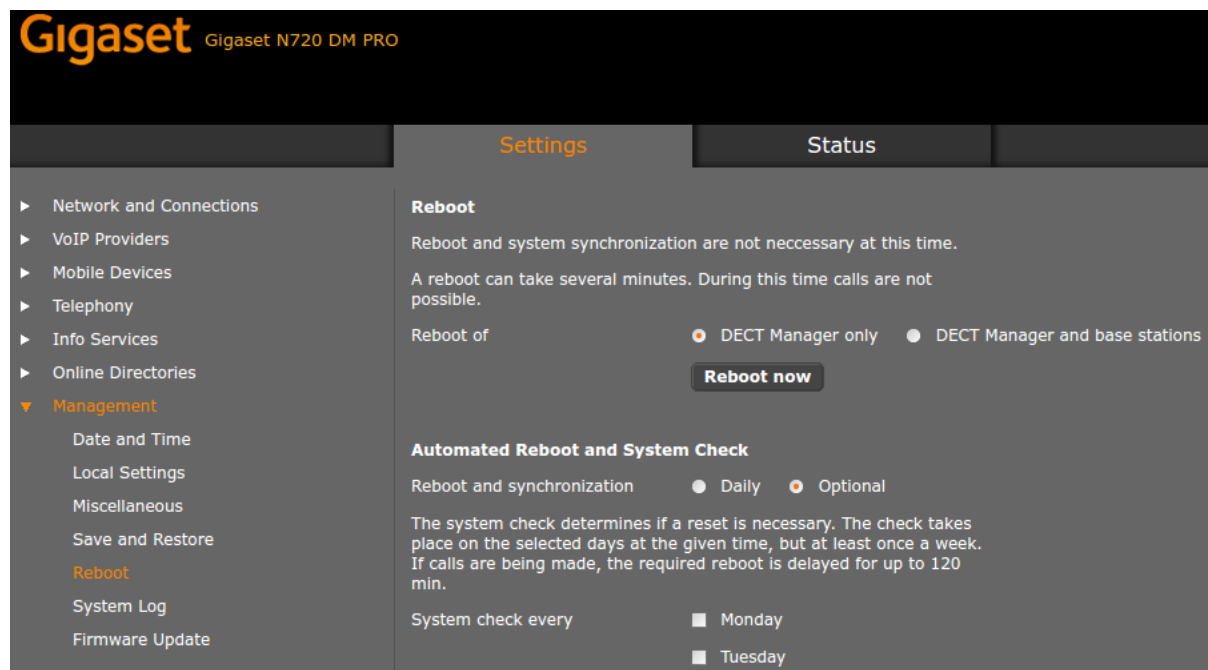 Gigaset Gigaset N720 DM PRO
Settings Status
Network and Connections
VoIP Providers
Mobile Devices
Telephony
Info Services
Online Directories
Management
Date and Time
Local Settings
Miscellaneous
Save and Restore
Reboot
System Log
Firmware Update
Reboot
Reboot and system synchronization are not neccessary at this time.
A reboot can take several minutes. During this time calls are not
possible.
Reboot of DECT Manager only DECT Manager and base stations
Reboot now
Automated Reboot and System Check
Reboot and synchronization Daily Optional
The system check determines if a reset is necessary. The check takes
place on the selected days at the given time, but at least once a week.
If calls are being made, the required reboot is delayed for up to 120
min.
System check every Monday
Tuesday